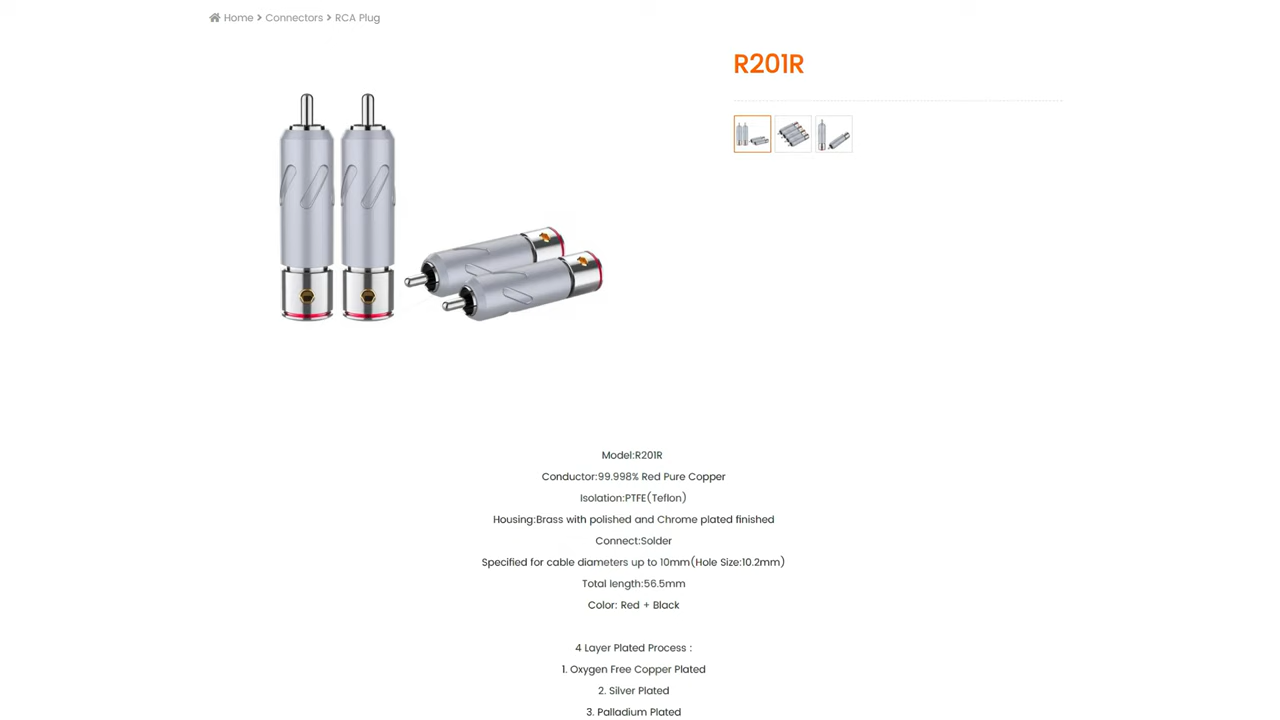 Home > Connectors > RCA Plug
R201R
Model:R201R
Conductor:99.998% Red Pure Copper
Isolation:PTFE(Teflon)
Housing:Brass with polished and Chrome plated finished
Connect:Solder
Specified for cable diameters up to 10mm(Hole Size:10.2mm)
Total length:56.5mm
Color: Red + Black
4 Layer Plated Process :
1. Oxygen Free Copper Plated
2. Silver Plated
3. Palladium Plated